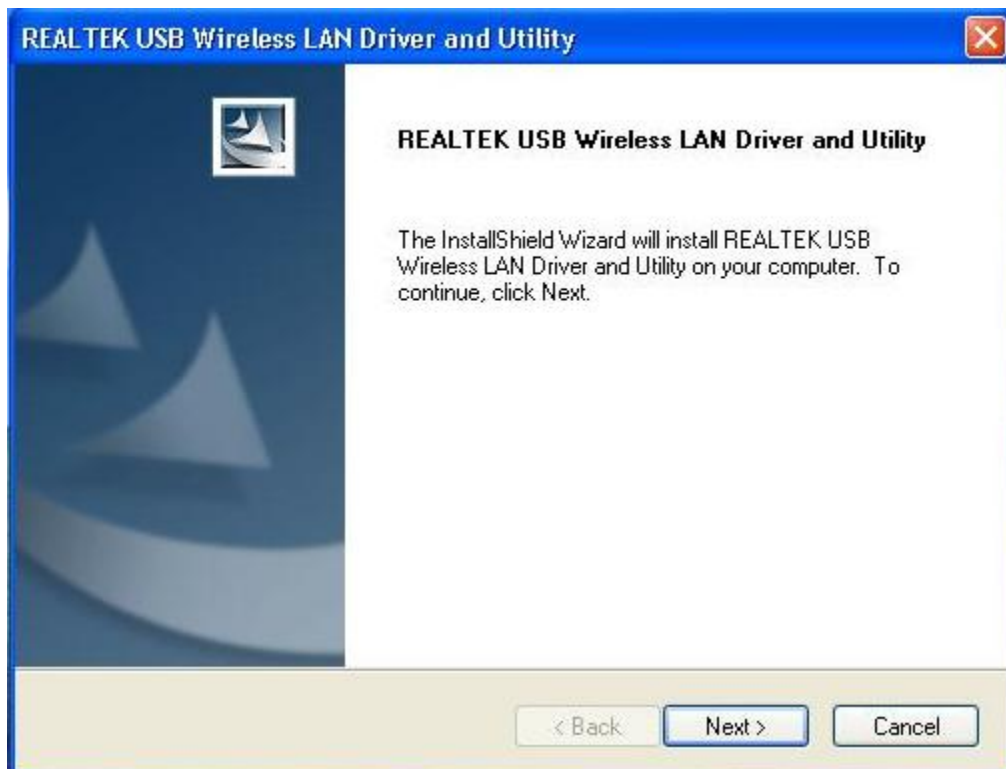 REALTEK USB Wireless LAN Driver and Utility
REALTEK USB Wireless LAN Driver and Utility
The InstallShield Wizard will install REALTEK USB
Wireless LAN Driver and Utility on your computer. To
continue, click Next.
< Back Next > Cancel